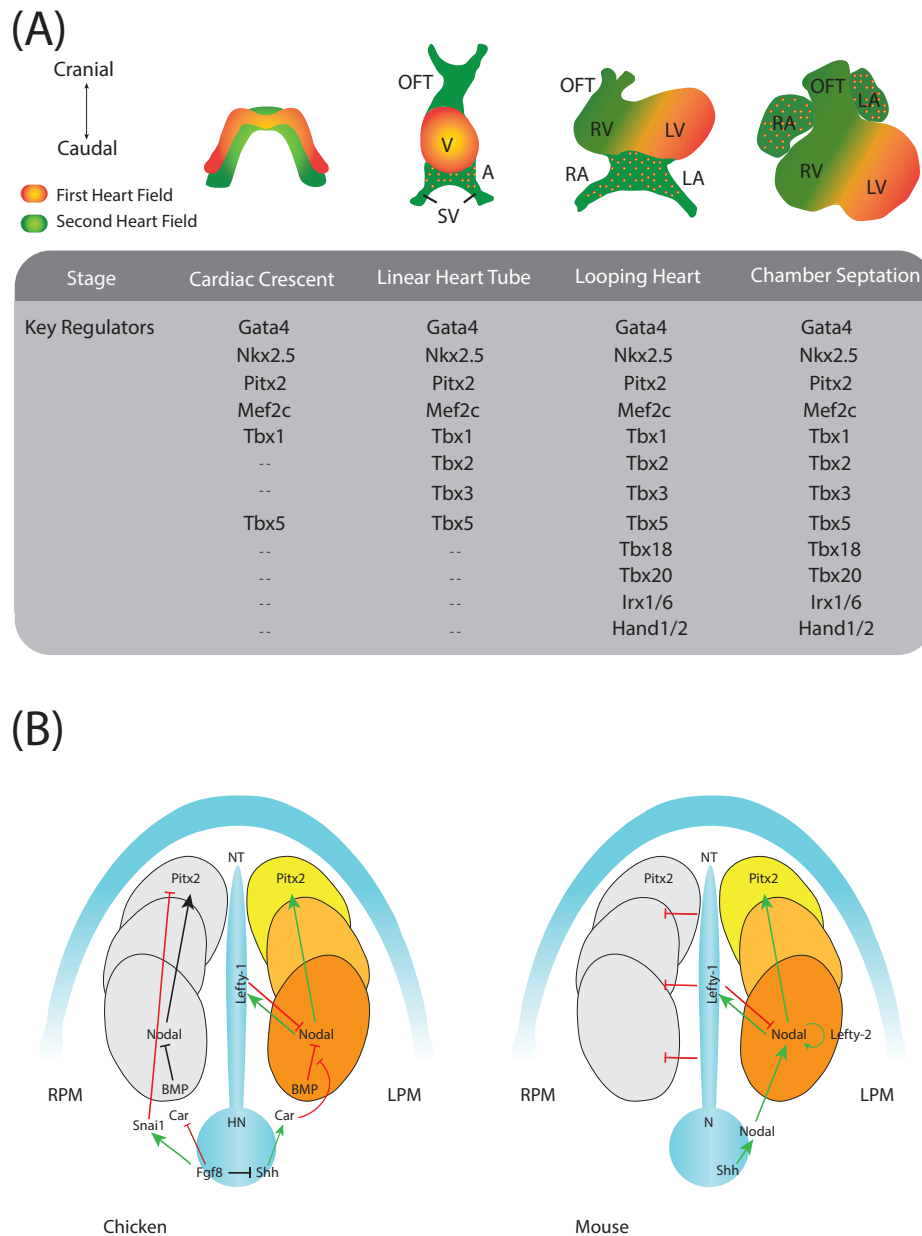 (A)
Cranial
Caudal
First Heart Field
Second Heart Field
OFT
V
A
SV
OFT
RV
LV
RA
LA
OFT
LA
RA
RV
LV
Stage Cardiac Crescent Linear Heart Tube Looping Heart Chamber Septation
Key Regulators Gata4 Gata4 Gata4 Gata4
Nkx2.5 Nkx2.5 Nkx2.5 Nkx2.5
Pitx2 Pitx2 Pitx2 Pitx2
Mef2c Mef2c Mef2c Mef2c
Tbx1 Tbx1 Tbx1 Tbx1
-- Tbx2 Tbx2 Tbx2
-- Tbx3 Tbx3 Tbx3
Tbx5 Tbx5 Tbx5 Tbx5
-- -- Tbx18 Tbx18
-- -- Tbx20 Tbx20
-- -- Irx1/6 Irx1/6
-- -- Hand1/2 Hand1/2
(B)
NT
Pitx2
Pitx2
Lefty-1
Nodal
Nodal
BMP
BMP
RPM
LPM
Car
Car
Snai1
HN
Fgf8
Shh
Chicken
NT
Pitx2
Pitx2
Lefty-1
Nodal
Lefty-2
RPM
LPM
N
Nodal
Shh
Mouse